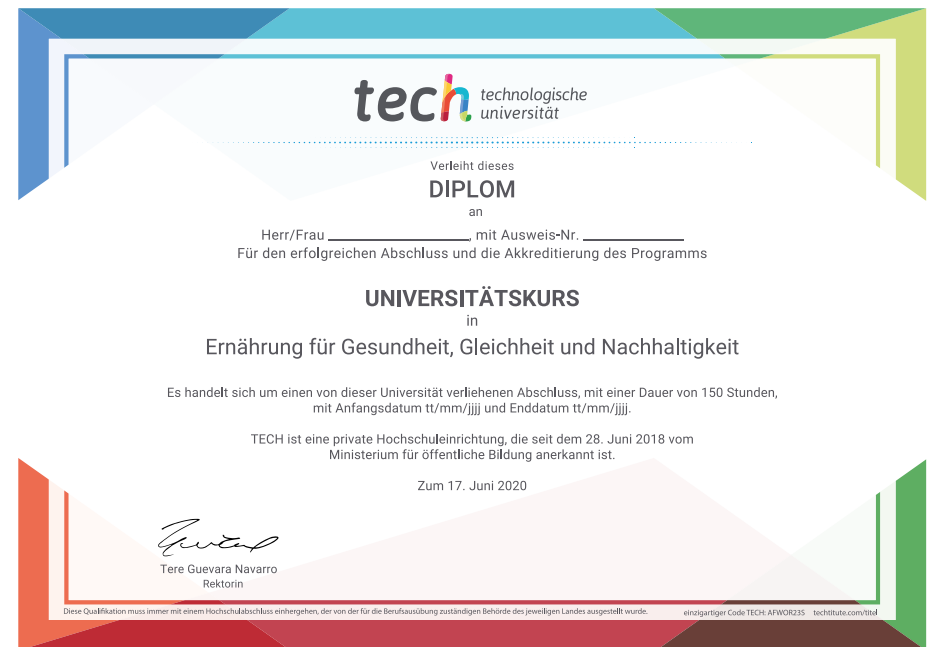 tech technologische
universität
Verleiht dieses
DIPLOM
an
Herr/Frau ____________________, mit Ausweis-Nr. ______________
Für den erfolgreichen Abschluss und die Akkreditierung des Programms
UNIVERSITÄTSKURS
in
Ernährung für Gesundheit, Gleichheit und Nachhaltigkeit
Es handelt sich um einen von dieser Universität verliehenen Abschluss, mit einer Dauer von 150 Stunden,
mit Anfangsdatum tt/mm/jjjj und Enddatum tt/mm/jjjj.
TECH ist eine private Hochschuleinrichtung, die seit dem 28. Juni 2018 vom
Ministerium für öffentliche Bildung anerkannt ist.
Zum 17. Juni 2020
Tere Guevara Navarro
Rektorin
Diese Qualifikation muss immer mit einem Hochschulabschluss einhergehen, der von der für die Berufsausübung zuständigen Behörde des jeweiligen Landes ausgestellt wurde. einzigartiger Code TECH: AFWOR23S techtitute.com/titel